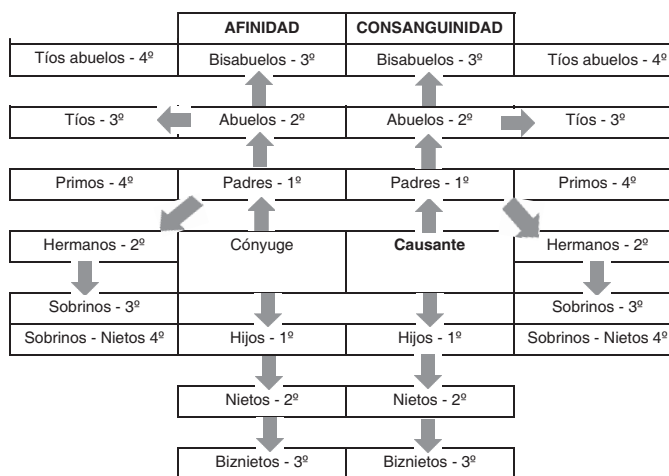 AFINIDAD CONSANGUINIDAD
Tíos abuelos - 4º Bisabuelos - 3º Bisabuelos - 3º Tíos abuelos - 4º
Tíos - 3º Abuelos - 2º Abuelos - 2º Tíos - 3º
Primos - 4º Padres - 1º Padres - 1º Primos - 4º
Hermanos - 2º Cónyuge Causante Hermanos - 2º
Sobrinos - 3º Sobrinos - 3º
Sobrinos - Nietos 4º Hijos - 1º Hijos - 1º Sobrinos - Nietos 4º
Nietos - 2º Nietos - 2º
Biznietos - 3º Biznietos - 3º